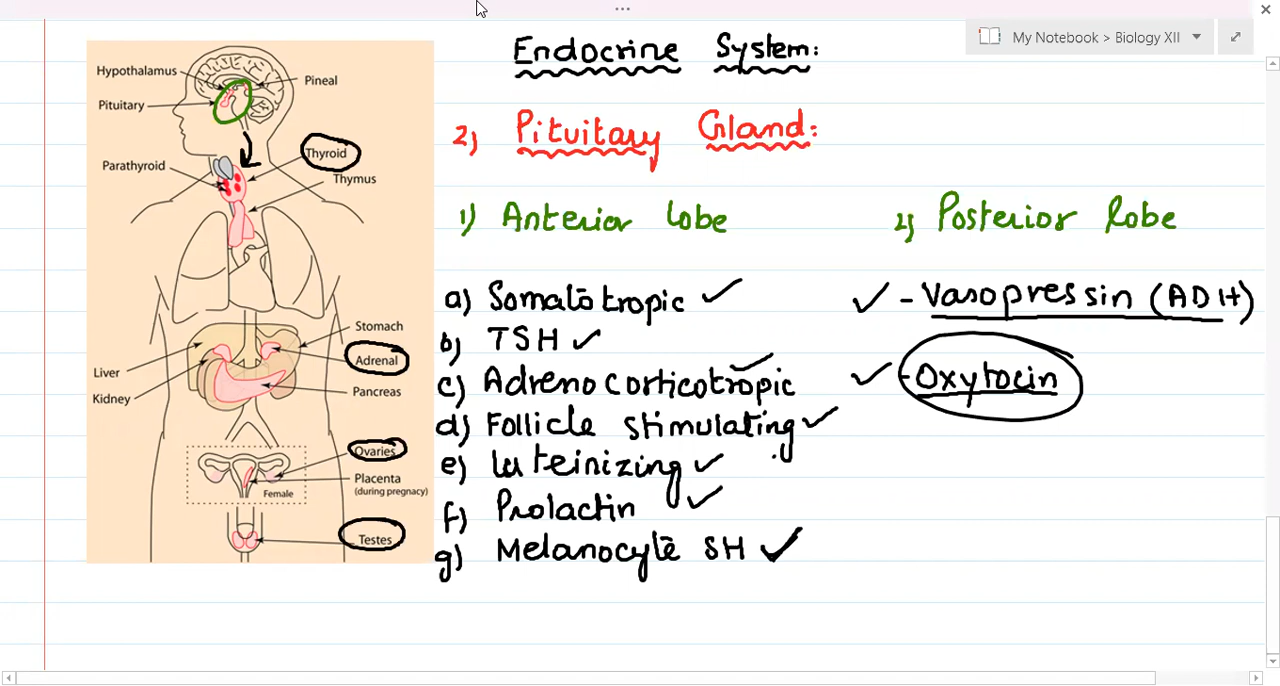 My Notebook > Biology XII
Endocrine System:
2) Pituitary Gland:
1) Anterior lobe
a) Somatotropic
b) TSH
c) Adrenocorticotropic
d) Follicle stimulating
e) Luteinizing
f) Prolactin
g) Melanocyte SH
2) Posterior lobe
- Vasopressin (ADH)
- Oxytocin
Hypothalamus
Pineal
Pituitary
Thyroid
Parathyroid
Thymus
Stomach
Adrenal
Liver
Pancreas
Kidney
Ovaries
Placenta
(during pregnacy)
Female
Testes